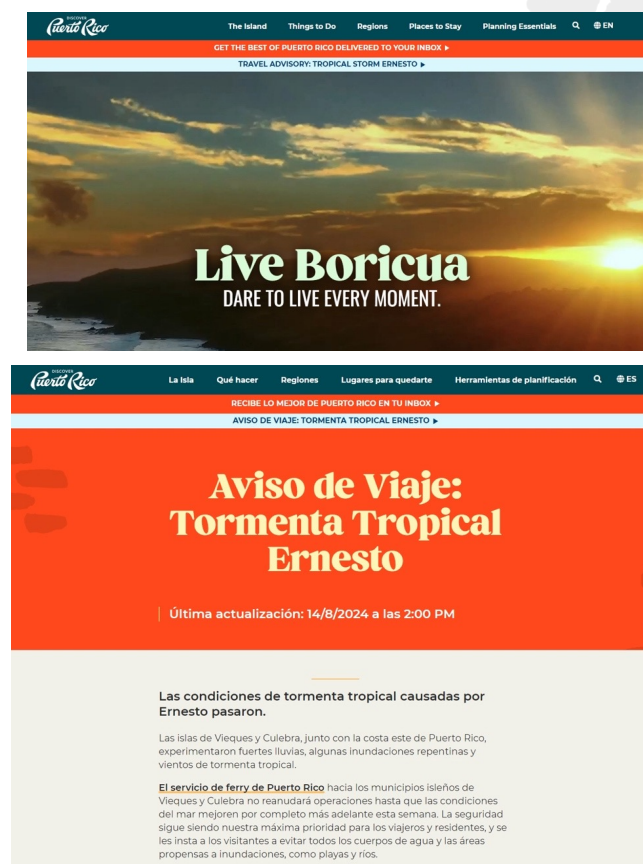 DISCOVER
Puerto Rico
The Island Things to Do Regions Places to Stay Planning Essentials EN
GET THE BEST OF PUERTO RICO DELIVERED TO YOUR INBOX ▶
TRAVEL ADVISORY: TROPICAL STORM ERNESTO ▶
Live Boricua
DARE TO LIVE EVERY MOMENT.
DISCOVER
Puerto Rico
La Isla Qué hacer Regiones Lugares para quedarte Herramientas de planificación ES
RECIBE LO MEJOR DE PUERTO RICO EN TU INBOX ▶
AVISO DE VIAJE: TORMENTA TROPICAL ERNESTO ▶
Aviso de Viaje:
Tormenta Tropical
Ernesto
Última actualización: 14/8/2024 a las 2:00 PM
Las condiciones de tormenta tropical causadas por
Ernesto pasaron.
Las islas de Vieques y Culebra, junto con la costa este de Puerto Rico,
experimentaron fuertes lluvias, algunas inundaciones repentinas y
vientos de tormenta tropical.
El servicio de ferry de Puerto Rico hacia los municipios isleños de
Vieques y Culebra no reanudará operaciones hasta que las condiciones
del mar mejoren por completo más adelante esta semana. La seguridad
sigue siendo nuestra máxima prioridad para los viajeros y residentes, y se
les insta a los visitantes a evitar todos los cuerpos de agua y las áreas
propensas a inundaciones, como playas y ríos.